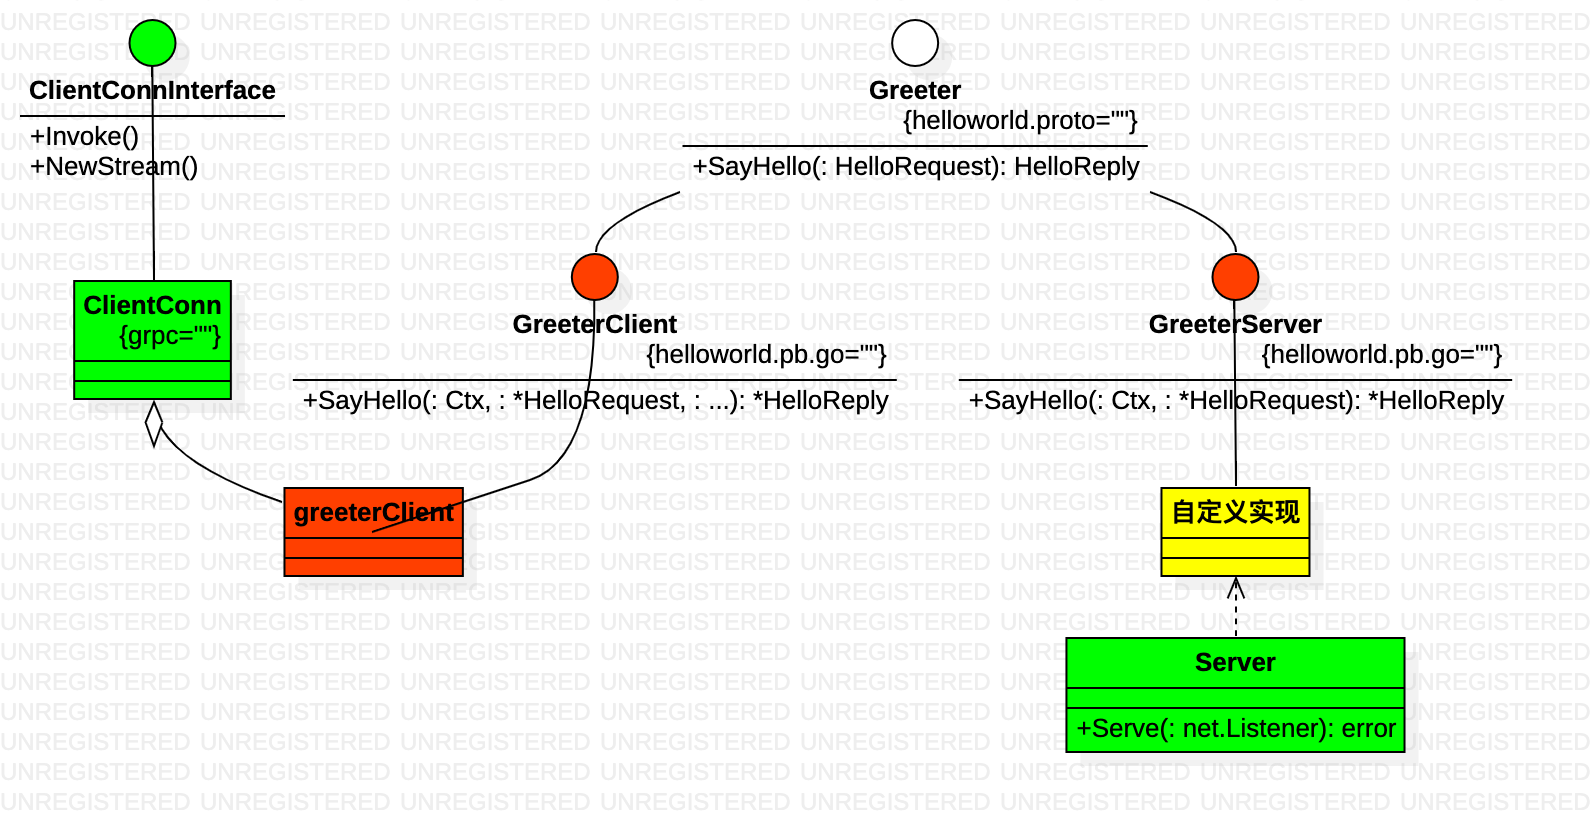 ClientConnInterface
+Invoke()
+NewStream()
Greeter
{helloworld.proto=""}
+SayHello(: HelloRequest): HelloReply
ClientConn
{grpc=""}
GreeterClient
{helloworld.pb.go=""}
+SayHello(: Ctx, : *HelloRequest, : ...): *HelloReply
GreeterServer
{helloworld.pb.go=""}
+SayHello(: Ctx, : *HelloRequest): *HelloReply
greeterClient
自定义实现
Server
+Serve(: net.Listener): error
UNREGISTERED